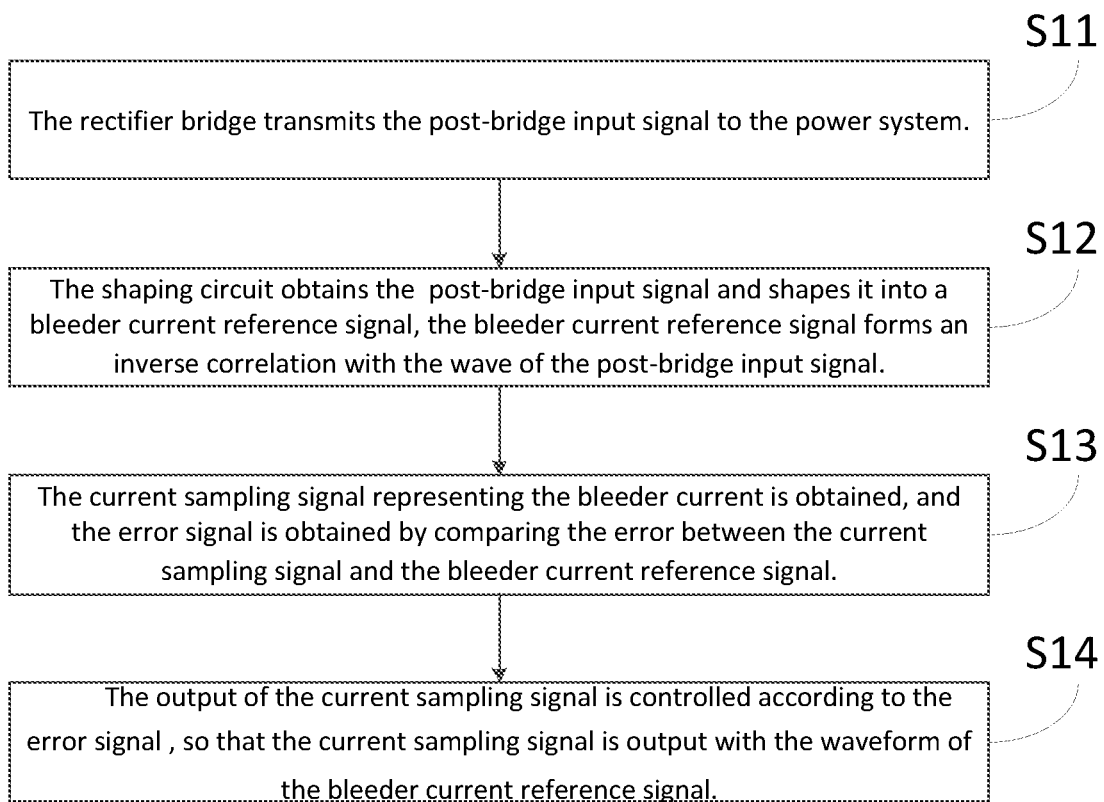 S11
The rectifier bridge transmits the post-bridge input signal to the power system.
S12
The shaping circuit obtains the post-bridge input signal and shapes it into a
bleeder current reference signal, the bleeder current reference signal forms an
inverse correlation with the wave of the post-bridge input signal.
S13
The current sampling signal representing the bleeder current is obtained, and
the error signal is obtained by comparing the error between the current
sampling signal and the bleeder current reference signal.
S14
The output of the current sampling signal is controlled according to the
error signal , so that the current sampling signal is output with the waveform of
the bleeder current reference signal.